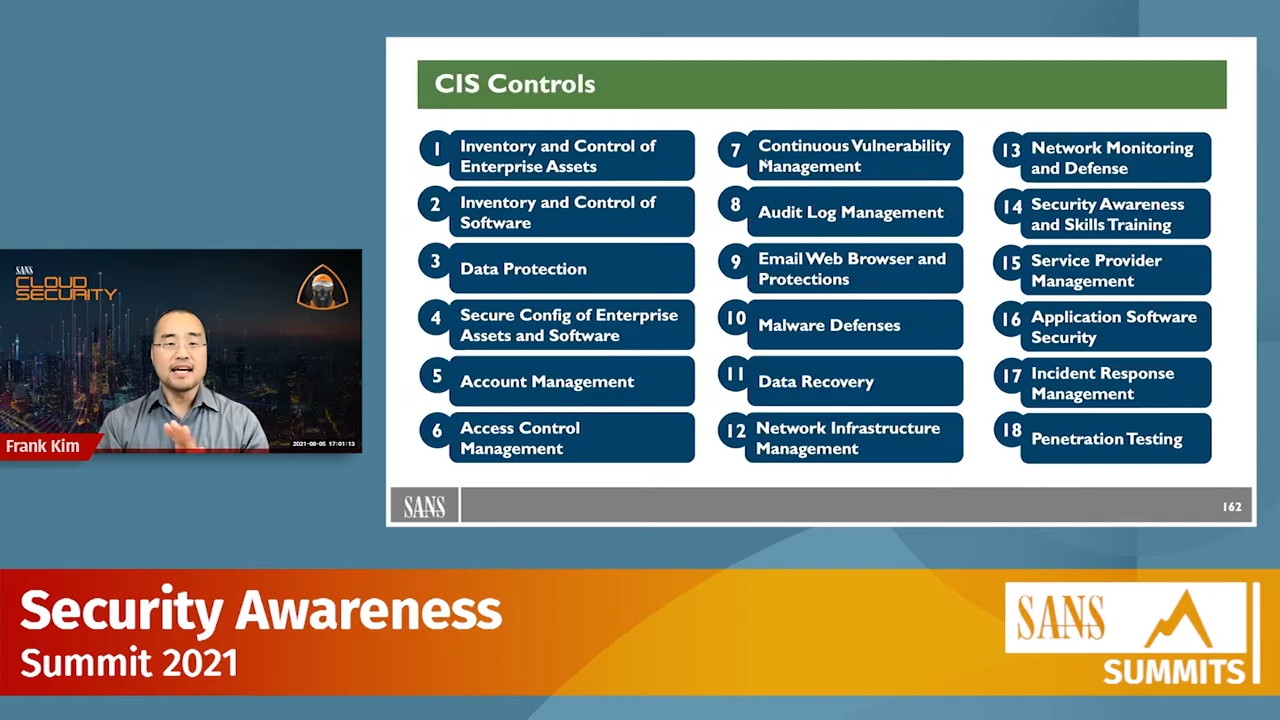 CIS Controls
1
Inventory and Control of
Enterprise Assets
2
Inventory and Control of
Software
3
Data Protection
4
Secure Config of Enterprise
Assets and Software
5
Account Management
6
Access Control
Management
7
Continuous Vulnerability
Management
8
Audit Log Management
9
Email Web Browser and
Protections
10
Malware Defenses
11
Data Recovery
12
Network Infrastructure
Management
13
Network Monitoring
and Defense
14
Security Awareness
and Skills Training
15
Service Provider
Management
16
Application Software
Security
17
Incident Response
Management
18
Penetration Testing
SANS
162
SANS
CLOUD
SECURITY
Frank Kim
2021-08-05 17:01:13
Security Awareness
Summit 2021
SANS
SUMMITS